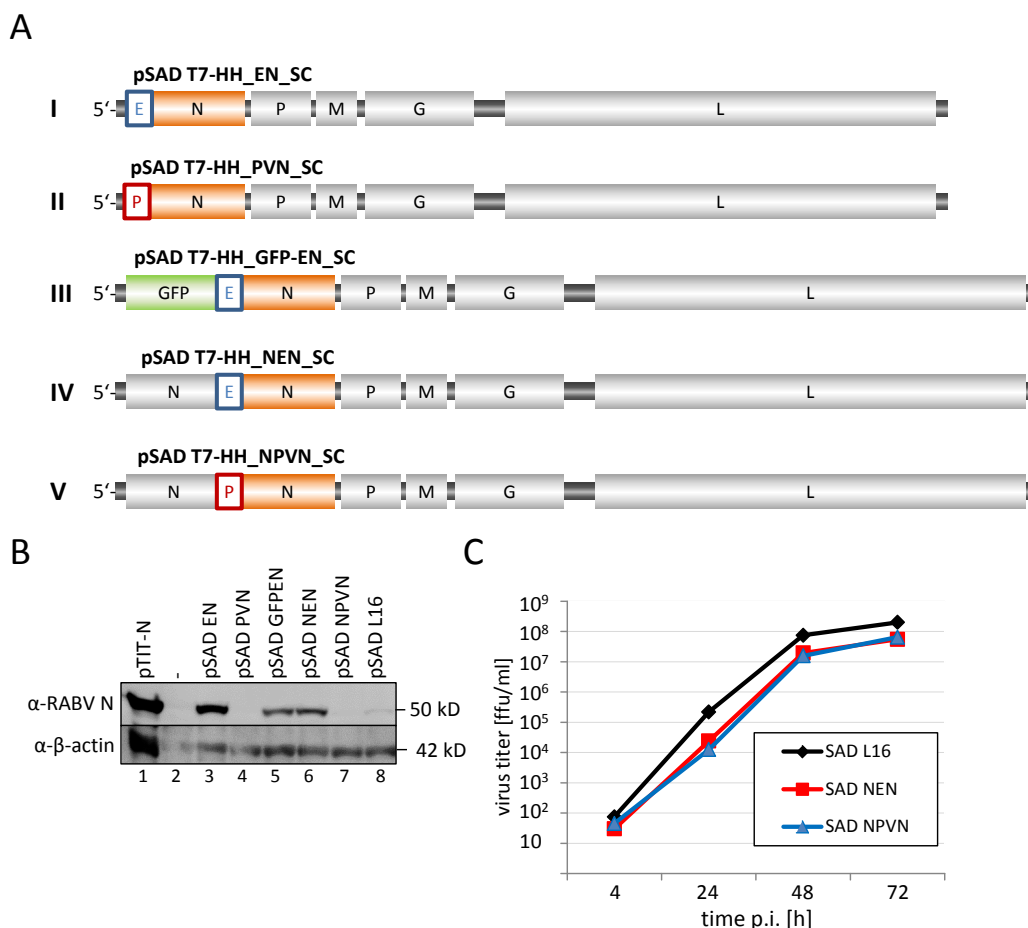 A
pSAD T7-HH_EN_SC
I 5‘- E N P M G L
pSAD T7-HH_PVN_SC
II 5‘- P N P M G L
pSAD T7-HH_GFP-EN_SC
III 5‘- GFP E N P M G L
pSAD T7-HH_NEN_SC
IV 5‘- N E N P M G L
pSAD T7-HH_NPVN_SC
V 5‘- N P N P M G L
B
pTIT-N
-
pSAD EN
pSAD PVN
pSAD GFPEN
pSAD NEN
pSAD NPVN
pSAD L16
α-RABV N
50 kD
α-β-actin
42 kD
1 2 3 4 5 6 7 8
C
virus titer [ffu/ml]
10⁹
10⁸
10⁷
10⁶
10⁵
10⁴
10³
10²
10
SAD L16
SAD NEN
SAD NPVN
4 24 48 72
time p.i. [h]